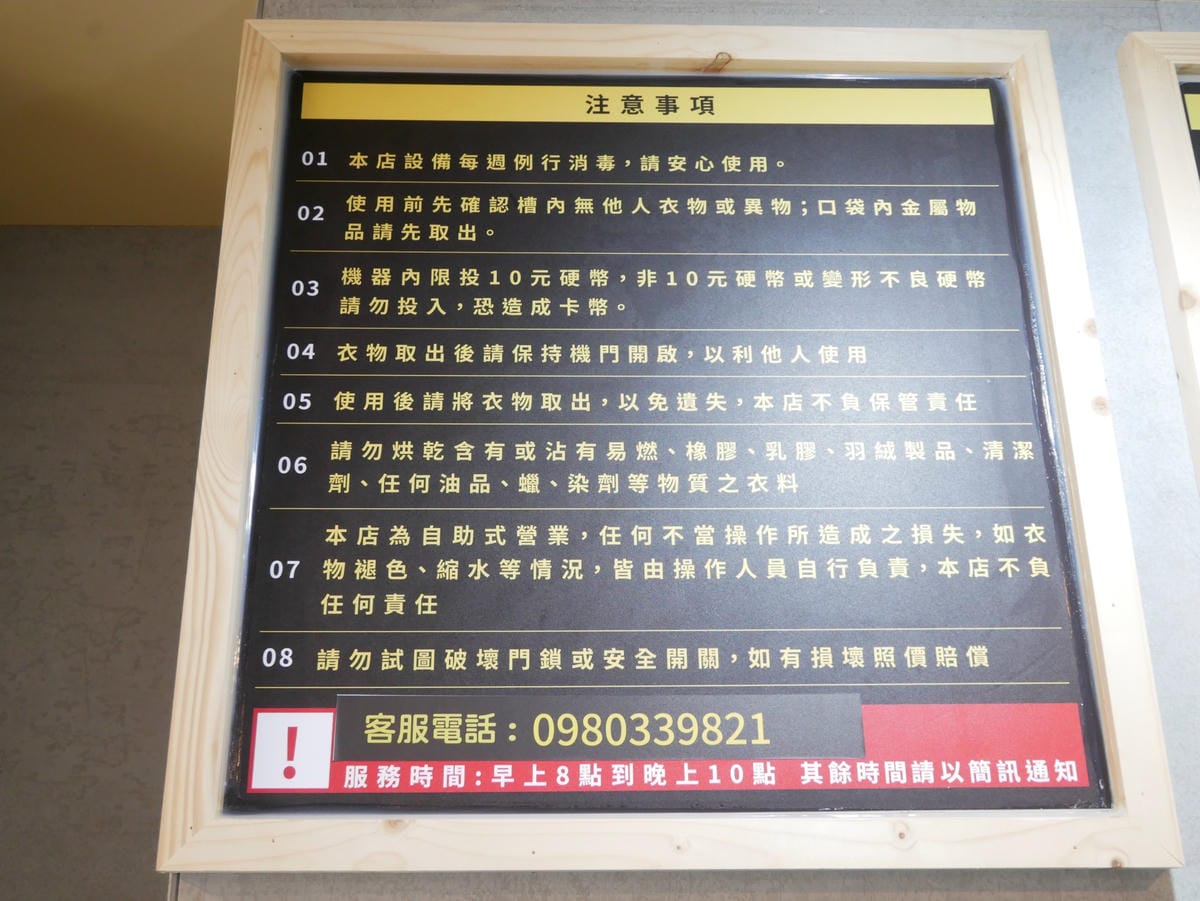 注意事項
01 本店設備每週例行消毒，請安心使用。
02 使用前先確認槽內無他人衣物或異物；口袋內金屬物
品請先取出。
03 機器內限投10元硬幣，非10元硬幣或變形不良硬幣
請勿投入，恐造成卡幣。
04 衣物取出後請保持機門開啟，以利他人使用
05 使用後請將衣物取出，以免遺失，本店不負保管責任
06 請勿烘乾含有或沾有易燃、橡膠、乳膠、羽絨製品、清潔
劑、任何油品、蠟、染劑等物質之衣料
07 本店為自助式營業，任何不當操作所造成之損失，如衣
物褪色、縮水等情況，皆由操作人員自行負責，本店不負
任何責任
08 請勿試圖破壞門鎖或安全開關，如有損壞照價賠償
! 客服電話：0980339821
服務時間:早上8點到晚上10點 其餘時間請以簡訊通知